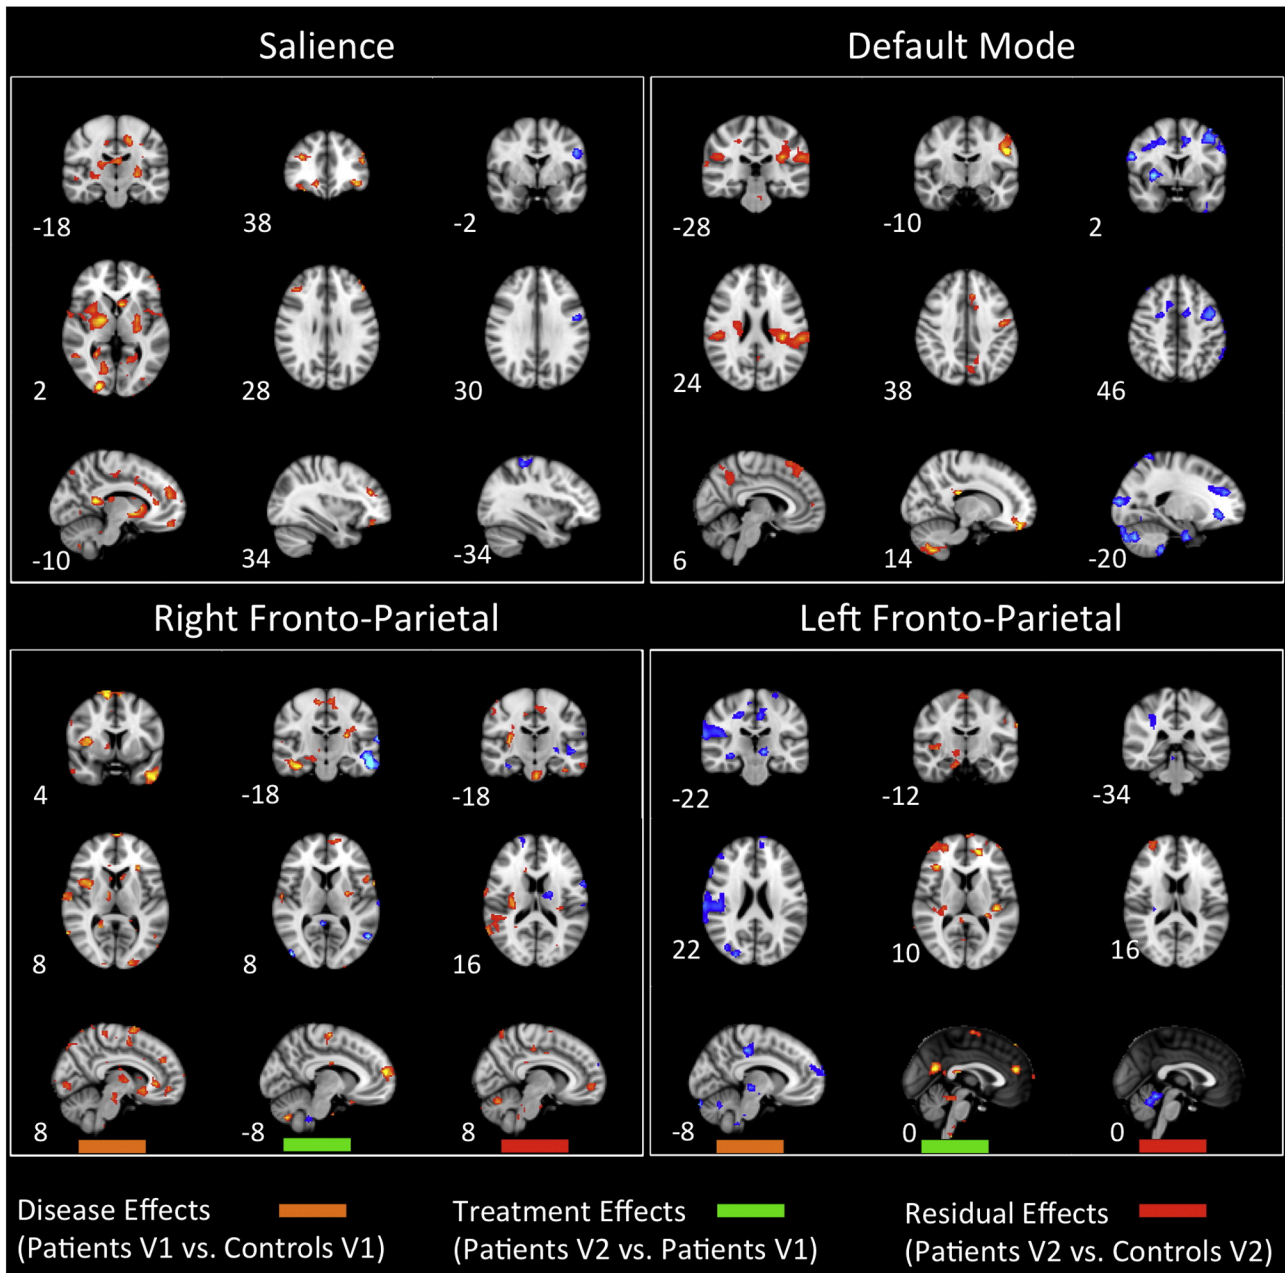 Salience
Default Mode
-18 38 -2
-28 -10 2
2 28 30
24 38 46
-10 34 -34
6 14 -20
Right Fronto-Parietal
Left Fronto-Parietal
4 -18 -18
-22 -12 -34
8 8 16
22 10 16
8 -8 8
-8 0 0
Disease Effects
(Patients V1 vs. Controls V1)
Treatment Effects
(Patients V2 vs. Patients V1)
Residual Effects
(Patients V2 vs. Controls V2)